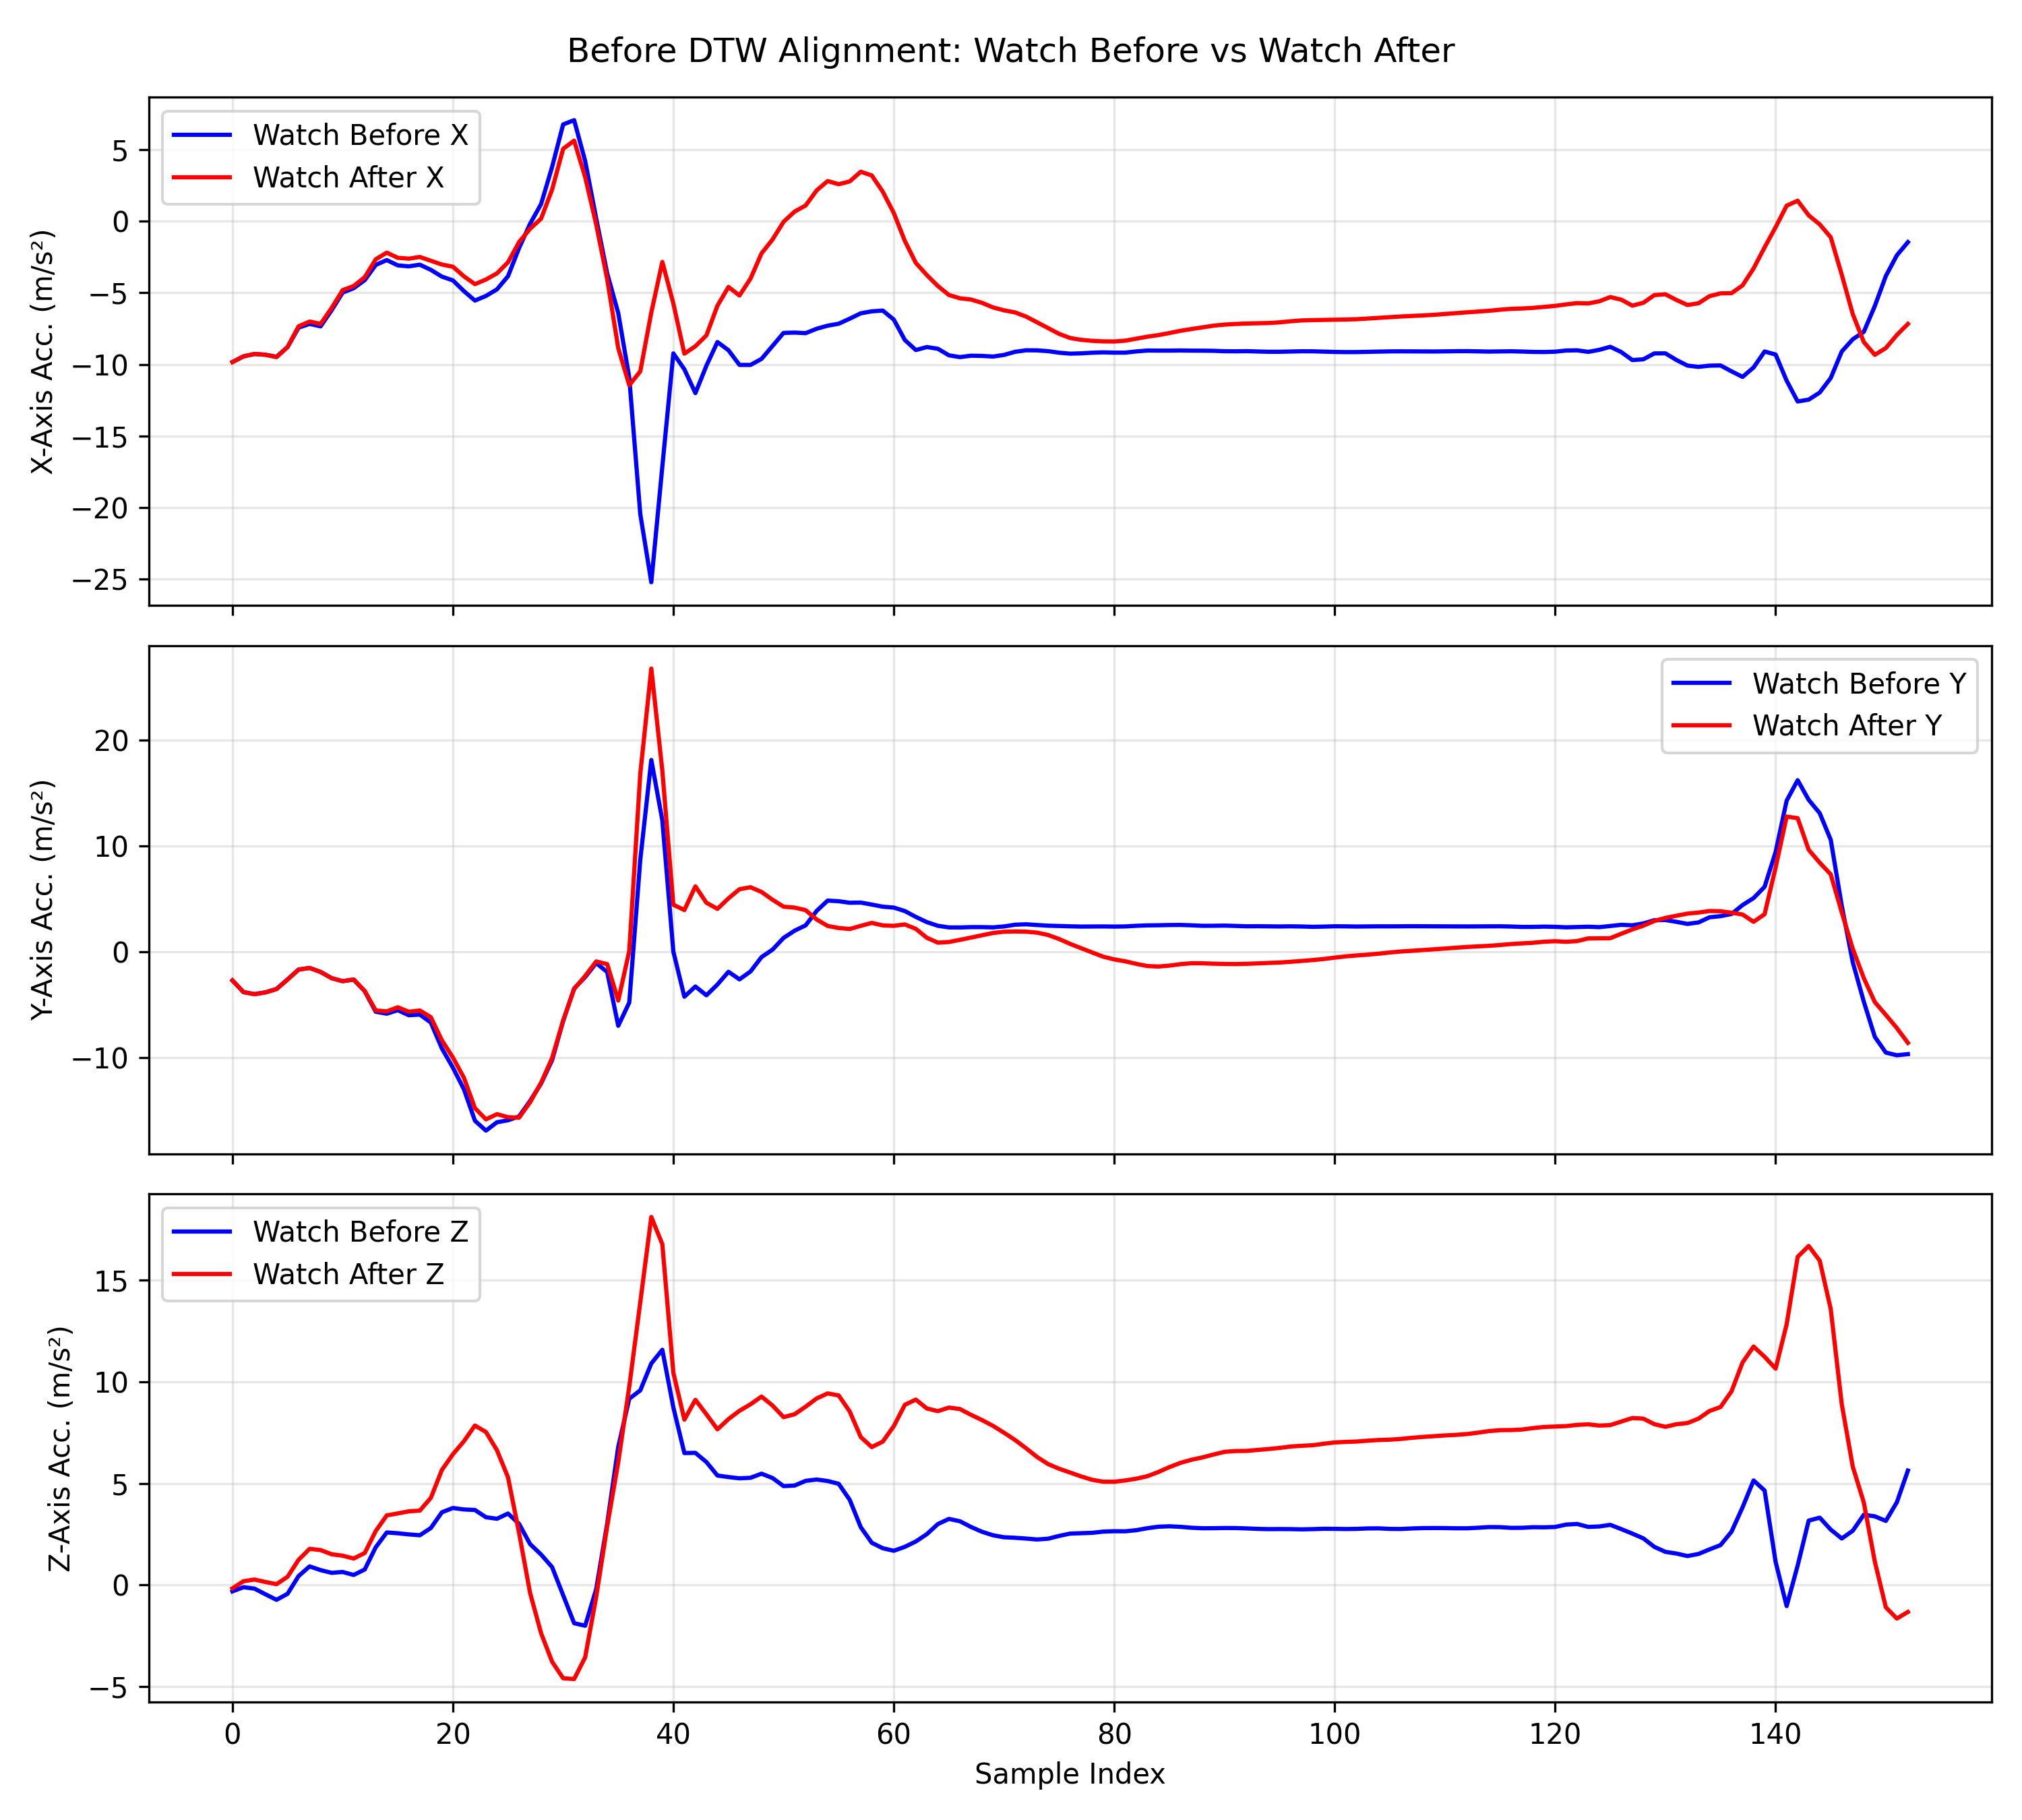 Before DTW Alignment: Watch Before vs Watch After
Watch Before X
Watch After X
X-Axis Acc. (m/s²)
5
0
−5
−10
−15
−20
−25
Watch Before Y
Watch After Y
Y-Axis Acc. (m/s²)
20
10
0
−10
Watch Before Z
Watch After Z
Z-Axis Acc. (m/s²)
15
10
5
0
−5
0 20 40 60 80 100 120 140
Sample Index